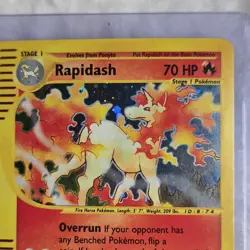 STAGE 1
Evolves from Ponyta
Put Rapidash on the Basic Pokémon
Rapidash
70 HP
Stage 1 Pokémon
Fire Horse Pokémon. Length: 5' 7", Weight: 209 lbs.
Overrun If your opponent has
any Benched Pokémon, flip a